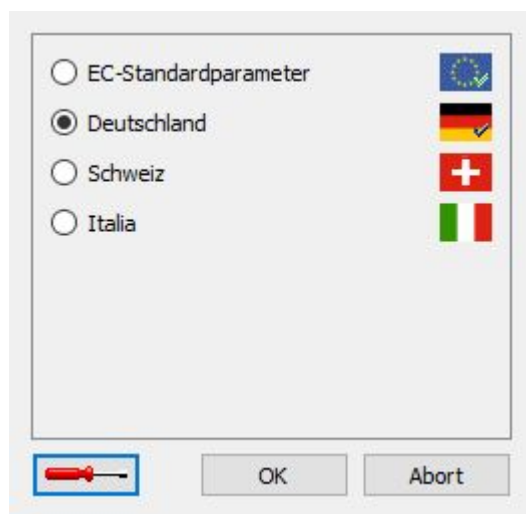 EC-Standardparameter
Deutschland
Schweiz
Italia
OK
Abort